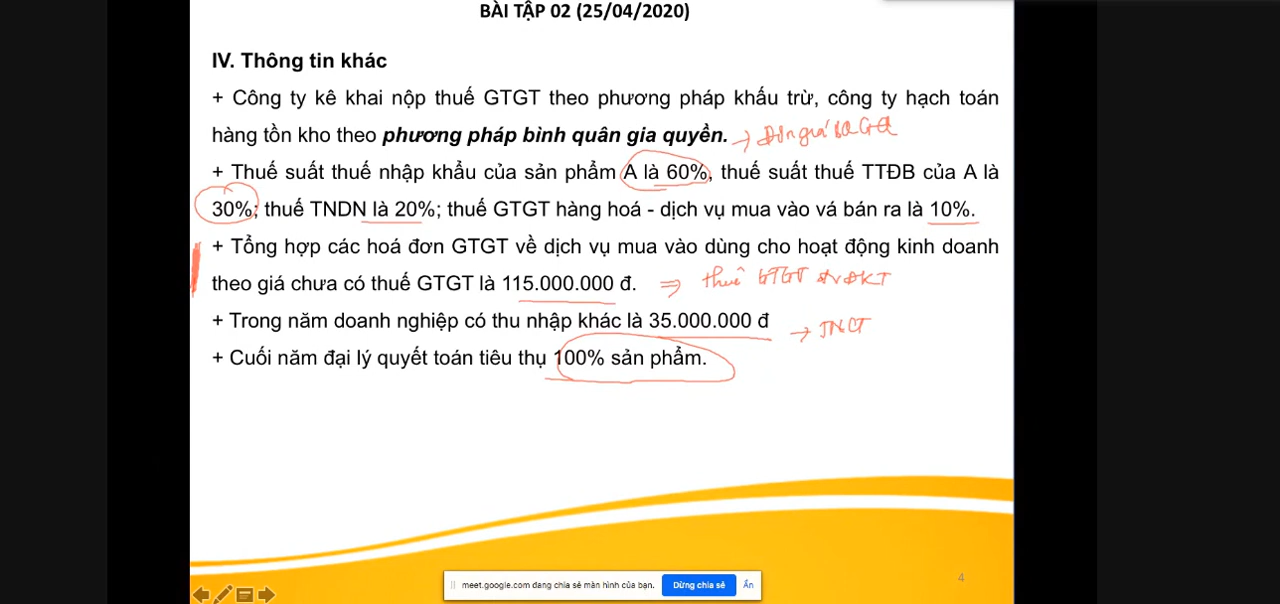 BÀI TẬP 02 (25/04/2020)
IV. Thông tin khác
+ Công ty kê khai nộp thuế GTGT theo phương pháp khấu trừ, công ty hạch toán
hàng tồn kho theo phương pháp bình quân gia quyền. → Đơn giá BQGQ
+ Thuế suất thuế nhập khẩu của sản phẩm A là 60%, thuế suất thuế TTĐB của A là
30%; thuế TNDN là 20%; thuế GTGT hàng hoá - dịch vụ mua vào vá bán ra là 10%.
+ Tổng hợp các hoá đơn GTGT về dịch vụ mua vào dùng cho hoạt động kinh doanh
theo giá chưa có thuế GTGT là 115.000.000 đ. ⇒ thuế GTGT ĐVĐKT
+ Trong năm doanh nghiệp có thu nhập khác là 35.000.000 đ → TNCT
+ Cuối năm đại lý quyết toán tiêu thụ 100% sản phẩm.
4
meet.google.com đang chia sẻ màn hình của bạn. Dừng chia sẻ Ẩn